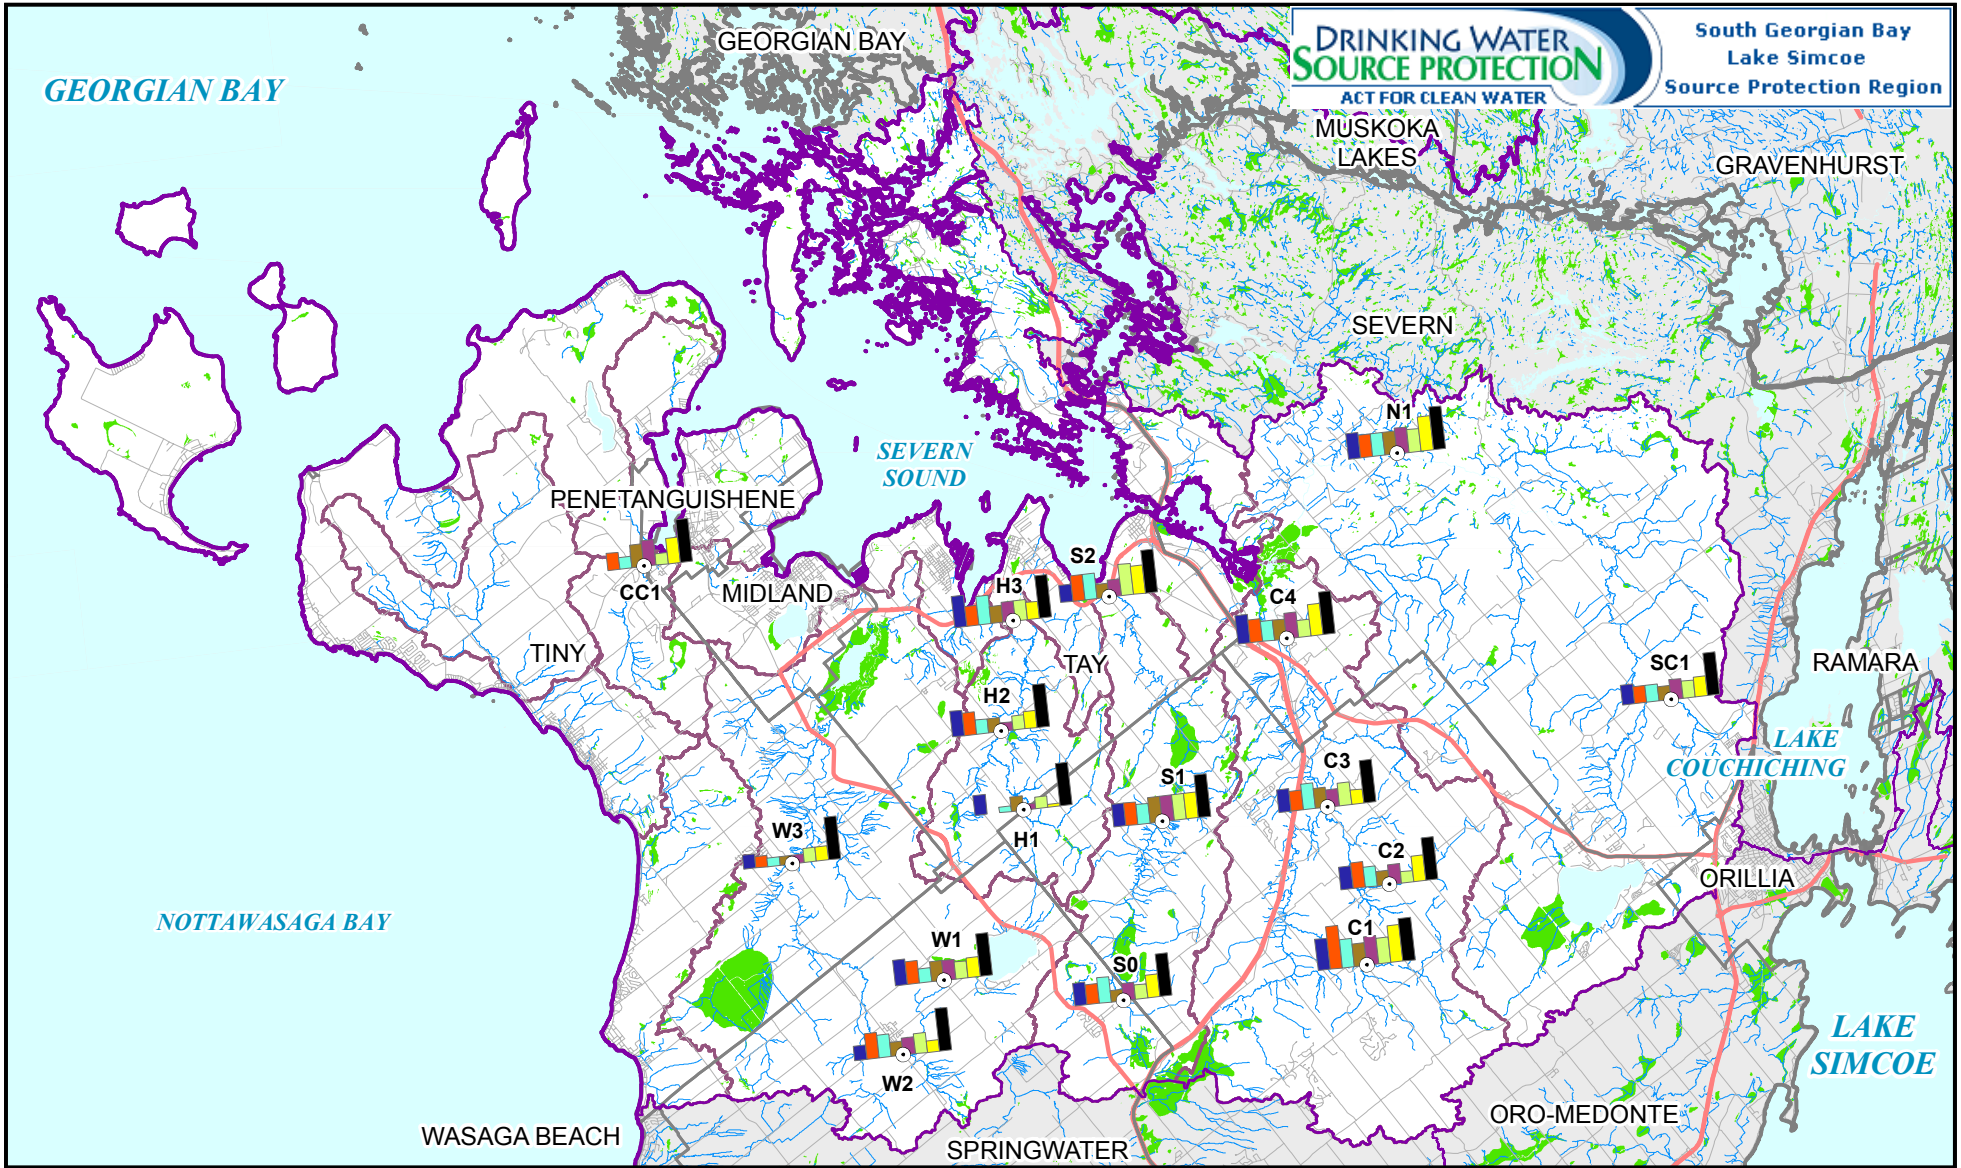 GEORGIAN BAY
DRINKING WATER
SOURCE PROTECTION
ACT FOR CLEAN WATER
South Georgian Bay
Lake Simcoe
Source Protection Region
GEORGIAN BAY
MUSKOKA
LAKES
GRAVENHURST
SEVERN
N1
SEVERN
SOUND
PENETANGUISHENE
S2
H3
CC1
MIDLAND
C4
TINY
TAY
SC1
RAMARA
H2
LAKE
COUCHICHING
C3
S1
W3
H1
C2
ORILLIA
NOTTAWASAGA BAY
C1
W1
S0
LAKE
SIMCOE
W2
ORO-MEDONTE
WASAGA BEACH
SPRINGWATER